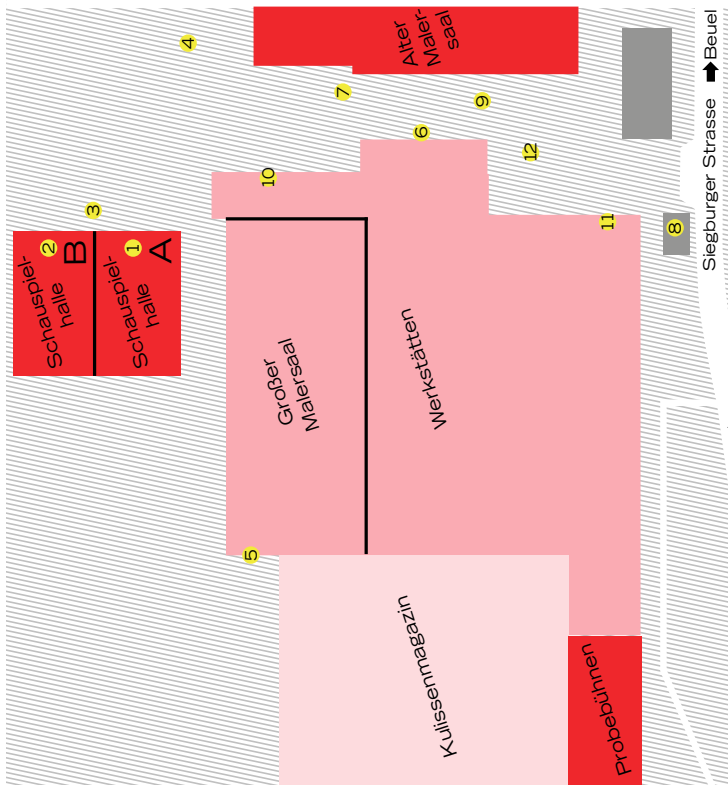 Alter
Maler-
saal
Siegburger Strasse ➡ Beuel
4
7
9
6
12
10
3
11
8
2
B
Schauspiel-
halle
1
A
Schauspiel-
halle
Großer
Malersaal
Werkstätten
5
Kulissenmagazin
Probebühnen